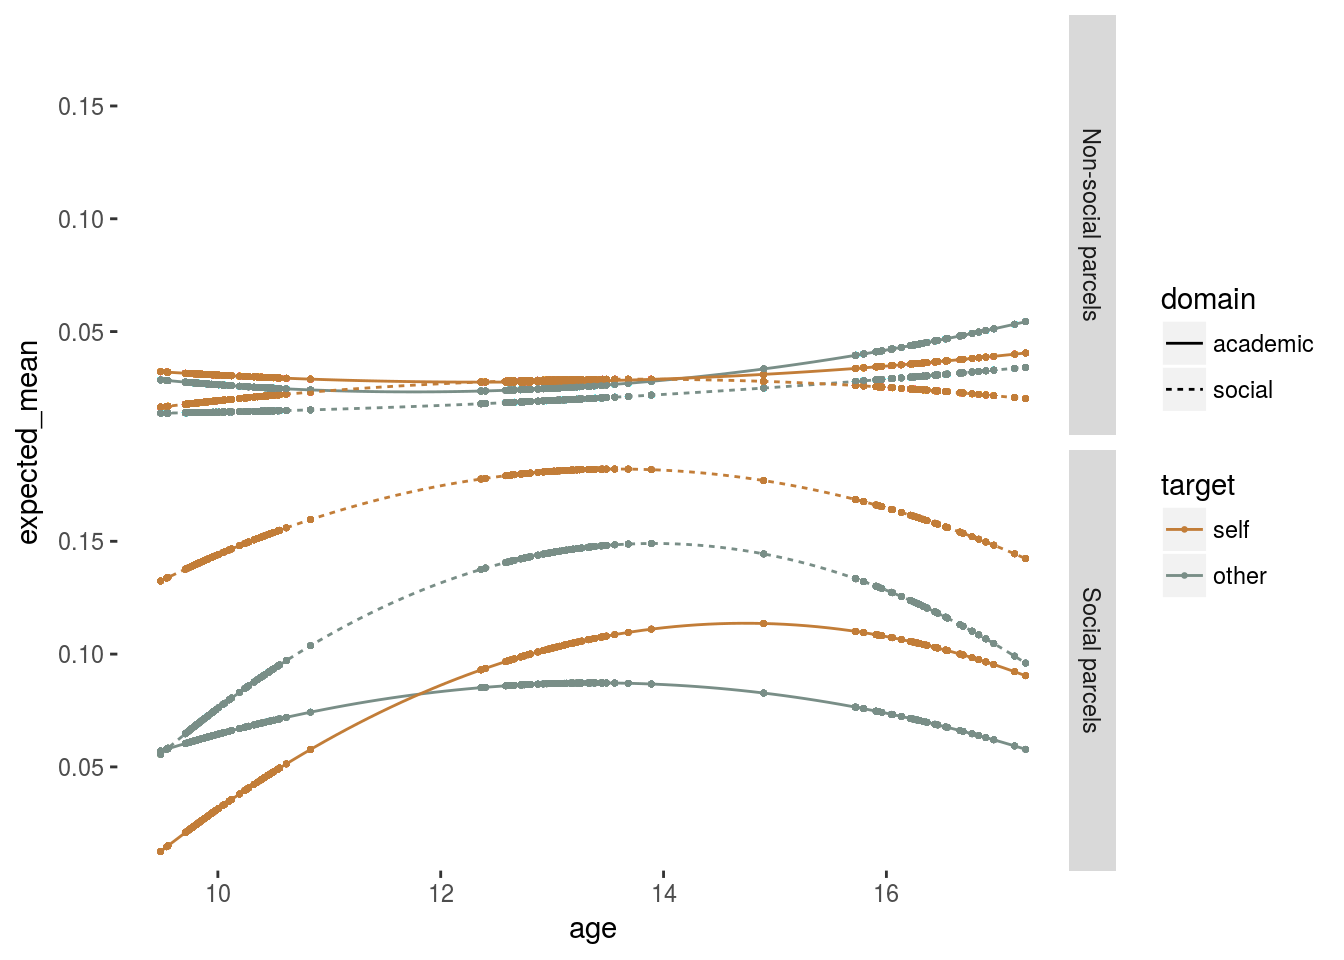 expected_mean
0.15
0.10
0.05
Non-social parcels
0.15
0.10
0.05
Social parcels
10
12
14
16
age
domain
academic
social
target
self
other